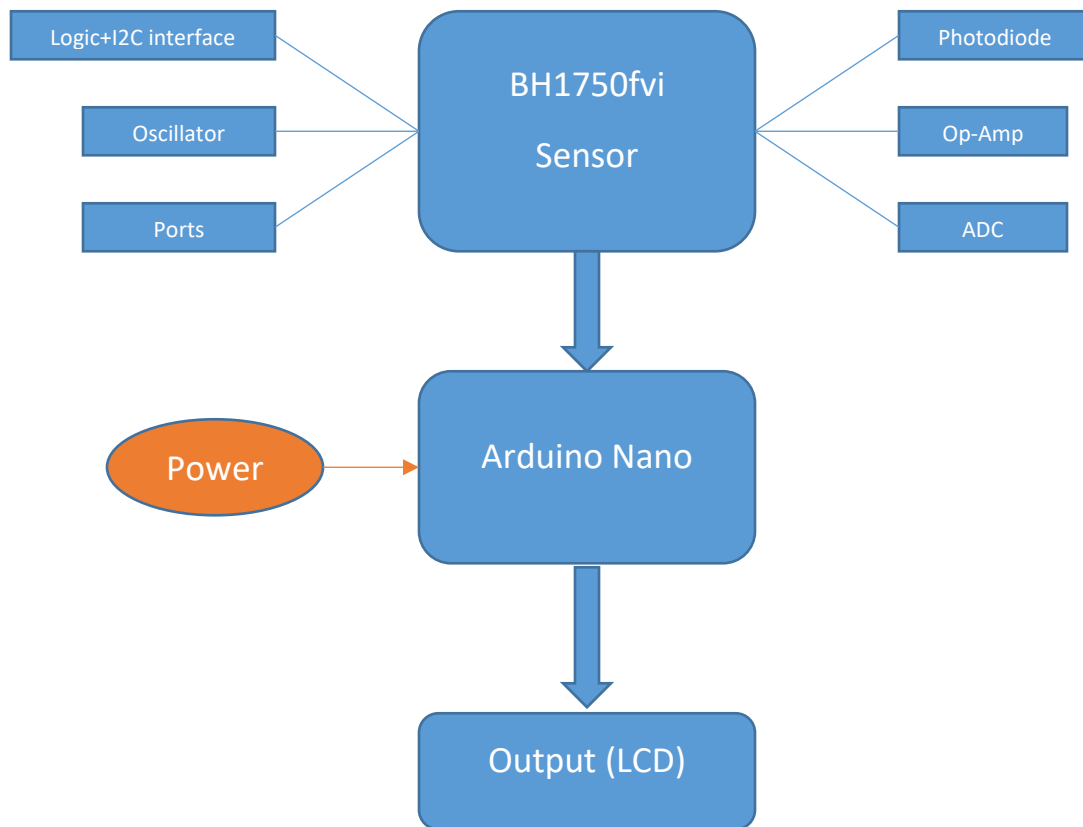 Logic+I2C interface
Oscillator
Ports
BH1750fvi
Sensor
Photodiode
Op-Amp
ADC
Power
Arduino Nano
Output (LCD)